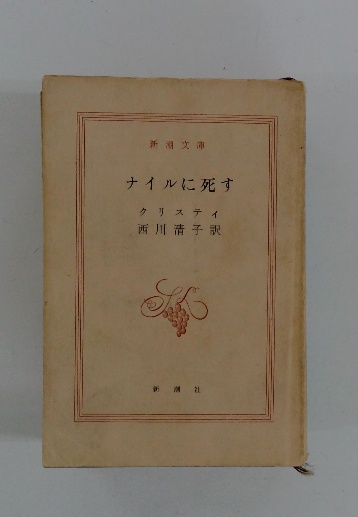 新潮文庫
ナイルに死す
クリスティ
西川清子訳
新潮社